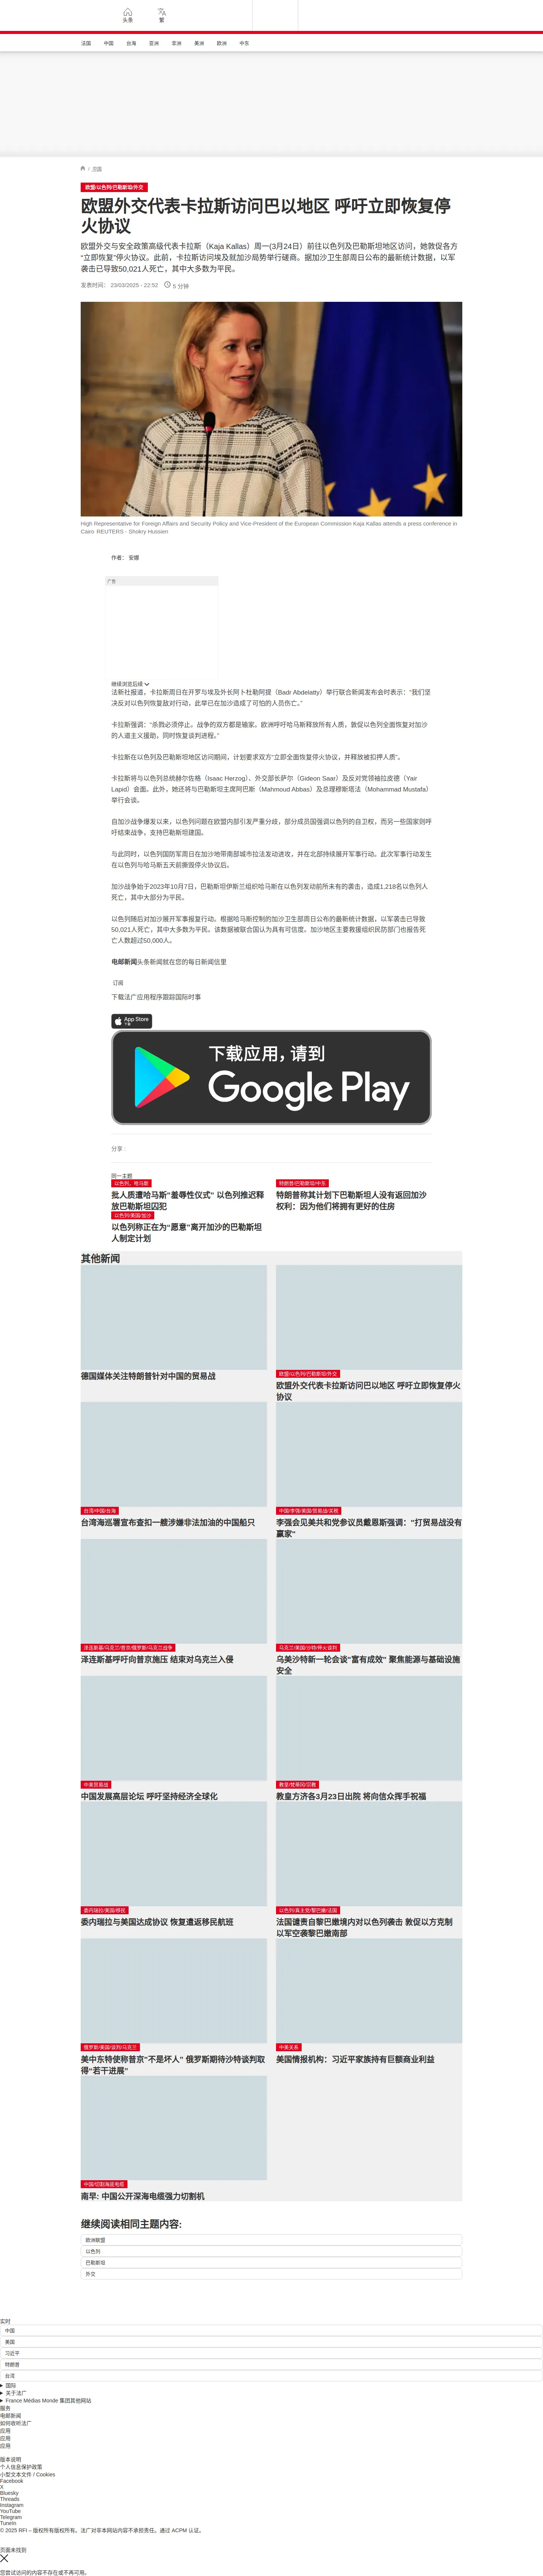 头条
繁
法国
中国
台海
亚洲
非洲
美洲
欧洲
中东
/ 中国
欧盟/以色列/巴勒斯坦/外交
欧盟外交代表卡拉斯访问巴以地区 呼吁立即恢复停
火协议
欧盟外交与安全政策高级代表卡拉斯（Kaja Kallas）周一(3月24日）前往以色列及巴勒斯坦地区访问，她敦促各方
“立即恢复”停火协议。此前，卡拉斯访问埃及就加沙局势举行磋商。据加沙卫生部周日公布的最新统计数据，以军
袭击已导致50,021人死亡，其中大多数为平民。
发表时间： 23/03/2025 - 22:52 5 分钟
High Representative for Foreign Affairs and Security Policy and Vice-President of the European Commission Kaja Kallas attends a press conference in
Cairo REUTERS - Shokry Hussien
作者： 安娜
广告
继续浏览后续
法新社报道，卡拉斯周日在开罗与埃及外长阿卜杜勒阿提（Badr Abdelatty）举行联合新闻发布会时表示：“我们坚
决反对以色列恢复敌对行动，此举已在加沙造成了可怕的人员伤亡。”
卡拉斯强调：“杀戮必须停止。战争的双方都是输家。欧洲呼吁哈马斯释放所有人质，敦促以色列全面恢复对加沙
的人道主义援助，同时恢复谈判进程。”
卡拉斯在以色列及巴勒斯坦地区访问期间，计划要求双方“立即全面恢复停火协议，并释放被扣押人质”。
卡拉斯将与以色列总统赫尔佐格（Isaac Herzog）、外交部长萨尔（Gideon Saar）及反对党领袖拉皮德（Yair
Lapid）会面。此外，她还将与巴勒斯坦主席阿巴斯（Mahmoud Abbas）及总理穆斯塔法（Mohammad Mustafa）
举行会谈。
自加沙战争爆发以来，以色列问题在欧盟内部引发严重分歧，部分成员国强调以色列的自卫权，而另一些国家则呼
吁结束战争，支持巴勒斯坦建国。
与此同时，以色列国防军周日在加沙地带南部城市拉法发动进攻，并在北部持续展开军事行动。此次军事行动发生
在以色列与哈马斯五天前撕毁停火协议后。
加沙战争始于2023年10月7日，巴勒斯坦伊斯兰组织哈马斯在以色列发动前所未有的袭击，造成1,218名以色列人
死亡，其中大部分为平民。
以色列随后对加沙展开军事报复行动。根据哈马斯控制的加沙卫生部周日公布的最新统计数据，以军袭击已导致
50,021人死亡，其中大多数为平民。该数据被联合国认为具有可信度。加沙地区主要救援组织民防部门也报告死
亡人数超过50,000人。
电邮新闻头条新闻就在您的每日新闻信里
订阅
下载法广应用程序跟踪国际时事
App Store
下载
下载应用，请到
Google Play
分享 :
同一主题
以色列，哈马斯
批人质遭哈马斯“羞辱性仪式” 以色列推迟释
放巴勒斯坦囚犯
特朗普/巴勒斯坦/中东
特朗普称其计划下巴勒斯坦人没有返回加沙
权利：因为他们将拥有更好的住房
以色列/美国/加沙
以色列称正在为“愿意”离开加沙的巴勒斯坦
人制定计划
其他新闻
德国媒体关注特朗普针对中国的贸易战
欧盟/以色列/巴勒斯坦/外交
欧盟外交代表卡拉斯访问巴以地区 呼吁立即恢复停火
协议
台湾/中国/台海
台湾海巡署宣布查扣一艘涉嫌非法加油的中国船只
中国/李强/美国/贸易战/关税
李强会见美共和党参议员戴恩斯强调：“打贸易战没有
赢家”
泽连斯基/乌克兰/普京/俄罗斯/乌克兰战争
泽连斯基呼吁向普京施压 结束对乌克兰入侵
乌克兰/美国/沙特/停火谈判
乌美沙特新一轮会谈“富有成效” 聚焦能源与基础设施
安全
中美贸易战
中国发展高层论坛 呼吁坚持经济全球化
教皇/梵蒂冈/宗教
教皇方济各3月23日出院 将向信众挥手祝福
委内瑞拉/美国/移民
委内瑞拉与美国达成协议 恢复遣返移民航班
以色列/真主党/黎巴嫩/法国
法国谴责自黎巴嫩境内对以色列袭击 敦促以方克制
以军空袭黎巴嫩南部
俄罗斯/美国/谈判/乌克兰
美中东特使称普京“不是坏人” 俄罗斯期待沙特谈判取
得“若干进展”
中美关系
美国情报机构：习近平家族持有巨额商业利益
中国/切割海底电缆
南早: 中国公开深海电缆强力切割机
继续阅读相同主题内容:
欧洲联盟
以色列
巴勒斯坦
外交
实时
中国
美国
习近平
特朗普
台湾
国际
关于法广
France Médias Monde 集团其他网站
服务
电邮新闻
如何收听法广
应用
应用
应用
版本说明
个人信息保护政策
小型文本文件 / Cookies
Facebook
X
Bluesky
Threads
Instagram
YouTube
Telegram
TuneIn
© 2025 RFI – 版权所有版权所有。法广对非本网站内容不承担责任。通过 ACPM 认证。
页面未找到
您尝试访问的内容不存在或不再可用。